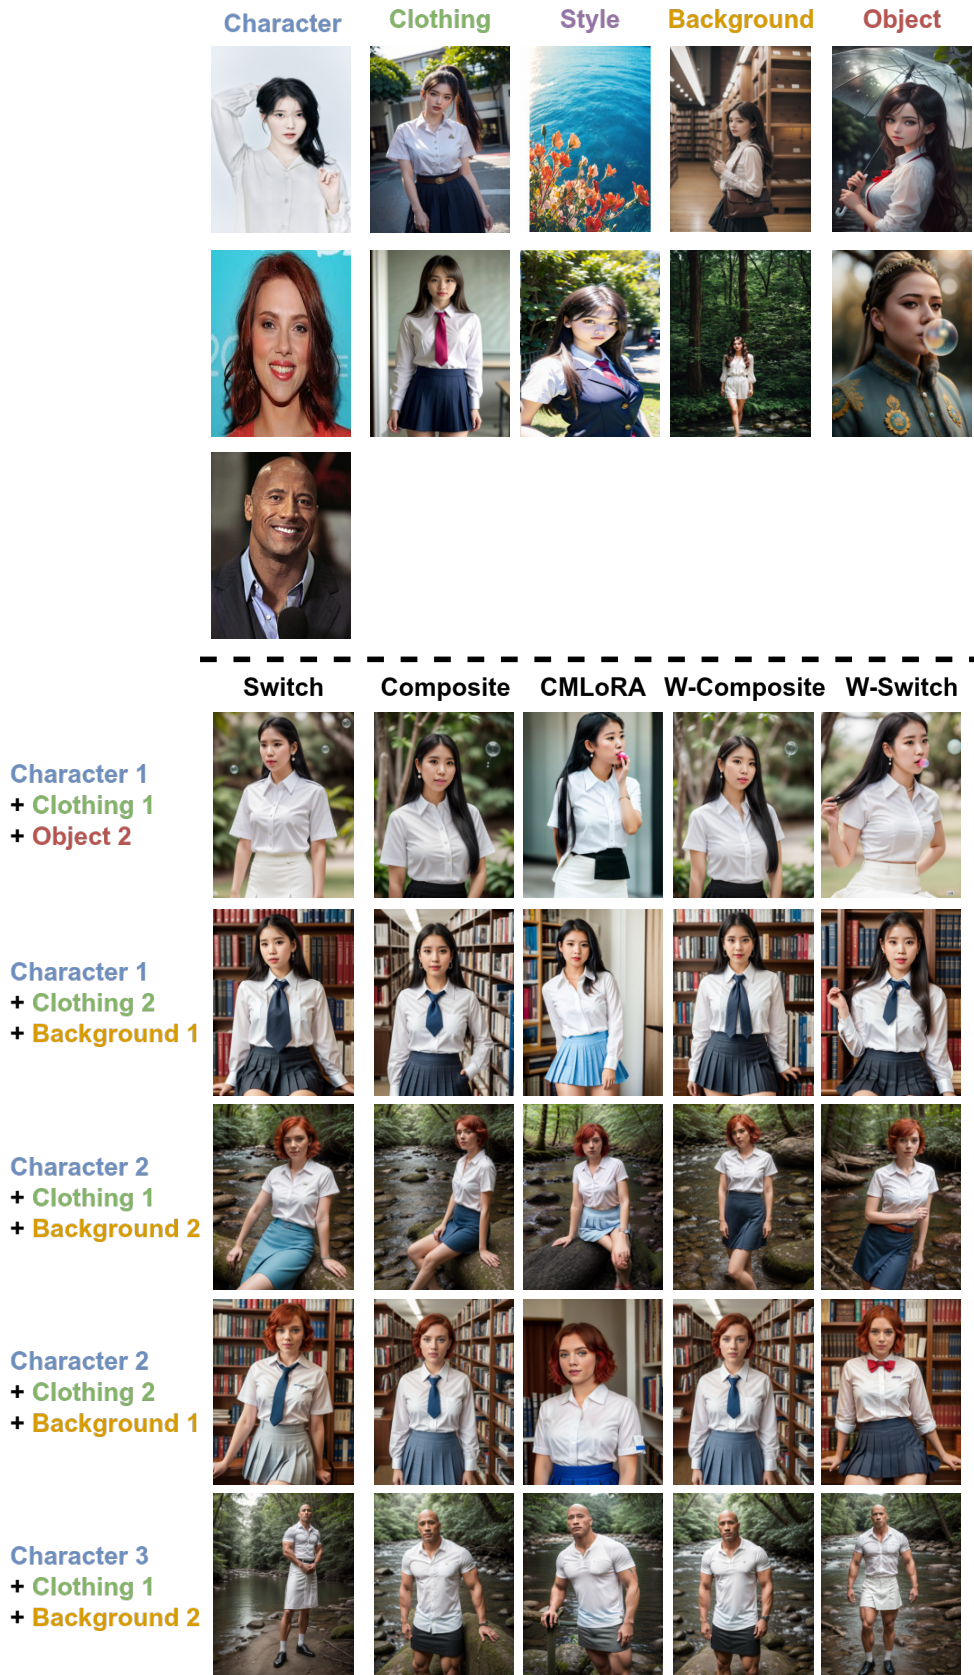 Character Clothing Style Background Object
Switch Composite CMLoRA W-Composite W-Switch
Character 1
+ Clothing 1
+ Object 2
Character 1
+ Clothing 2
+ Background 1
Character 2
+ Clothing 1
+ Background 2
Character 2
+ Clothing 2
+ Background 1
Character 3
+ Clothing 1
+ Background 2